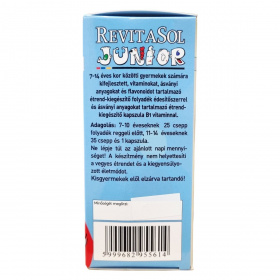 REVITASOL
JUNIOR
7-14 éves kor közötti gyermekek számára
kifejlesztett, vitaminokat, ásványi
anyagokat és flavonoidot tartalmazó
étrend-kiegészítő folyadék édesítőszerrel
és ásványi anyagokat tartalmazó étrend-
kiegészítő kapszula B1 vitaminnal.
Adagolás: 7-10 éveseknek 25 csepp
folyadék reggeli előtt, 11-14 éveseknek
35 csepp és 1 kapszula.
Ne lépje túl az ajánlott napi mennyi-
séget! A készítmény nem helyettesíti
a vegyes étrendet és a kiegyensúlyo-
zott életmódot.
Kisgyermekek elől elzárva tartandó!
Minőségét megőrzi:
5999682955614